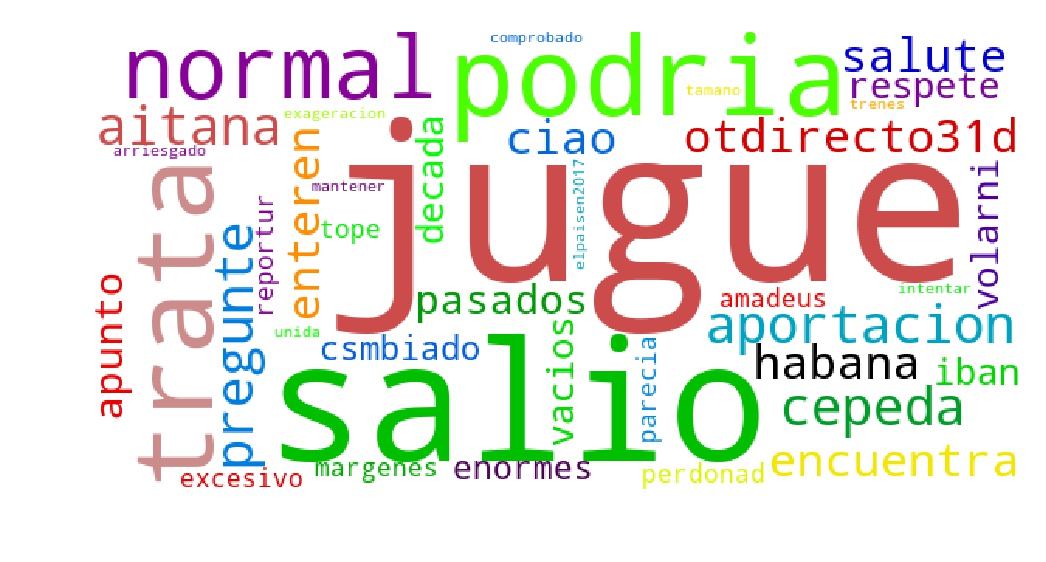 comprobado
normal
podria
salute
respete
tamano
trenes
exageracion
aitana
ciao
otdirecto31d
arriesgado
jugue
decada
enteren
mantener
trata
elpaisen2017
volarni
reportur
tope
pregunte
apunto
pasados
amadeus
intentar
unida
aportacion
csmbiado
vacios
parecia
habana
iban
salio
cepeda
excesivo
margenes
enormes
perdonad
encuentra